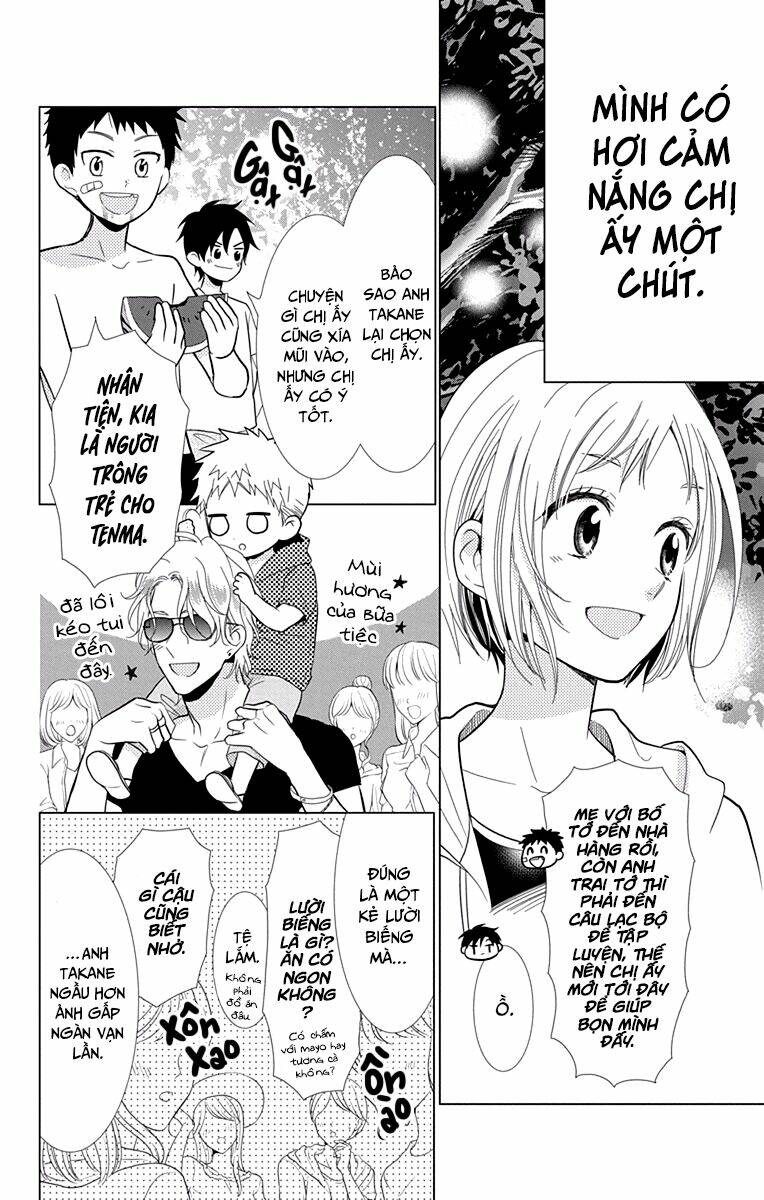 MÌNH CÓ
HƠI CẢM
NẮNG CHỊ
ẤY MỘT
CHÚT.
MẸ VỚI BỐ
TỚ ĐẾN NHÀ
HÀNG RỒI,
CÒN ANH
TRAI TỚ THÌ
PHẢI ĐẾN
CÂU LẠC BỘ
ĐỂ TẬP
LUYỆN, THẾ
NÊN CHỊ ẤY
MỚI TỚI ĐÂY
ĐỂ GIÚP
BỌN MÌNH
ĐẤY.
Ồ.
GẬT
GẬT
BẢO
SAO ANH
TAKANE
LẠI CHỌN
CHỊ ẤY.
CHUYỆN
GÌ CHỊ ẤY
CŨNG XÍA
MŨI VÀO,
NHƯNG CHỊ
ẤY CÓ Ý
TỐT.
NHÂN
TIỆN, KIA
LÀ NGƯỜI
TRÔNG
TRẺ CHO
TENMA.
Mùi
hương
của bữa
tiệc
đã lôi
kéo tui
đến
đây.
ĐÚNG
LÀ MỘT
KẺ LƯỜI
BIẾNG
MÀ...
LƯỜI
BIẾNG
LÀ GÌ?
ĂN CÓ
NGON
KHÔNG
?
Có chấm
với mayo hay
tương cà
không?
TỆ
LẮM.
Không
phải
đồ ăn
đâu
CÁI
GÌ CẬU
CŨNG
BIẾT
NHỞ.
...ANH
TAKANE
NGẦU HƠN
ẢNH GẤP
NGÀN VẠN
LẦN.
XÔN
XAO
ỒN
ÀO